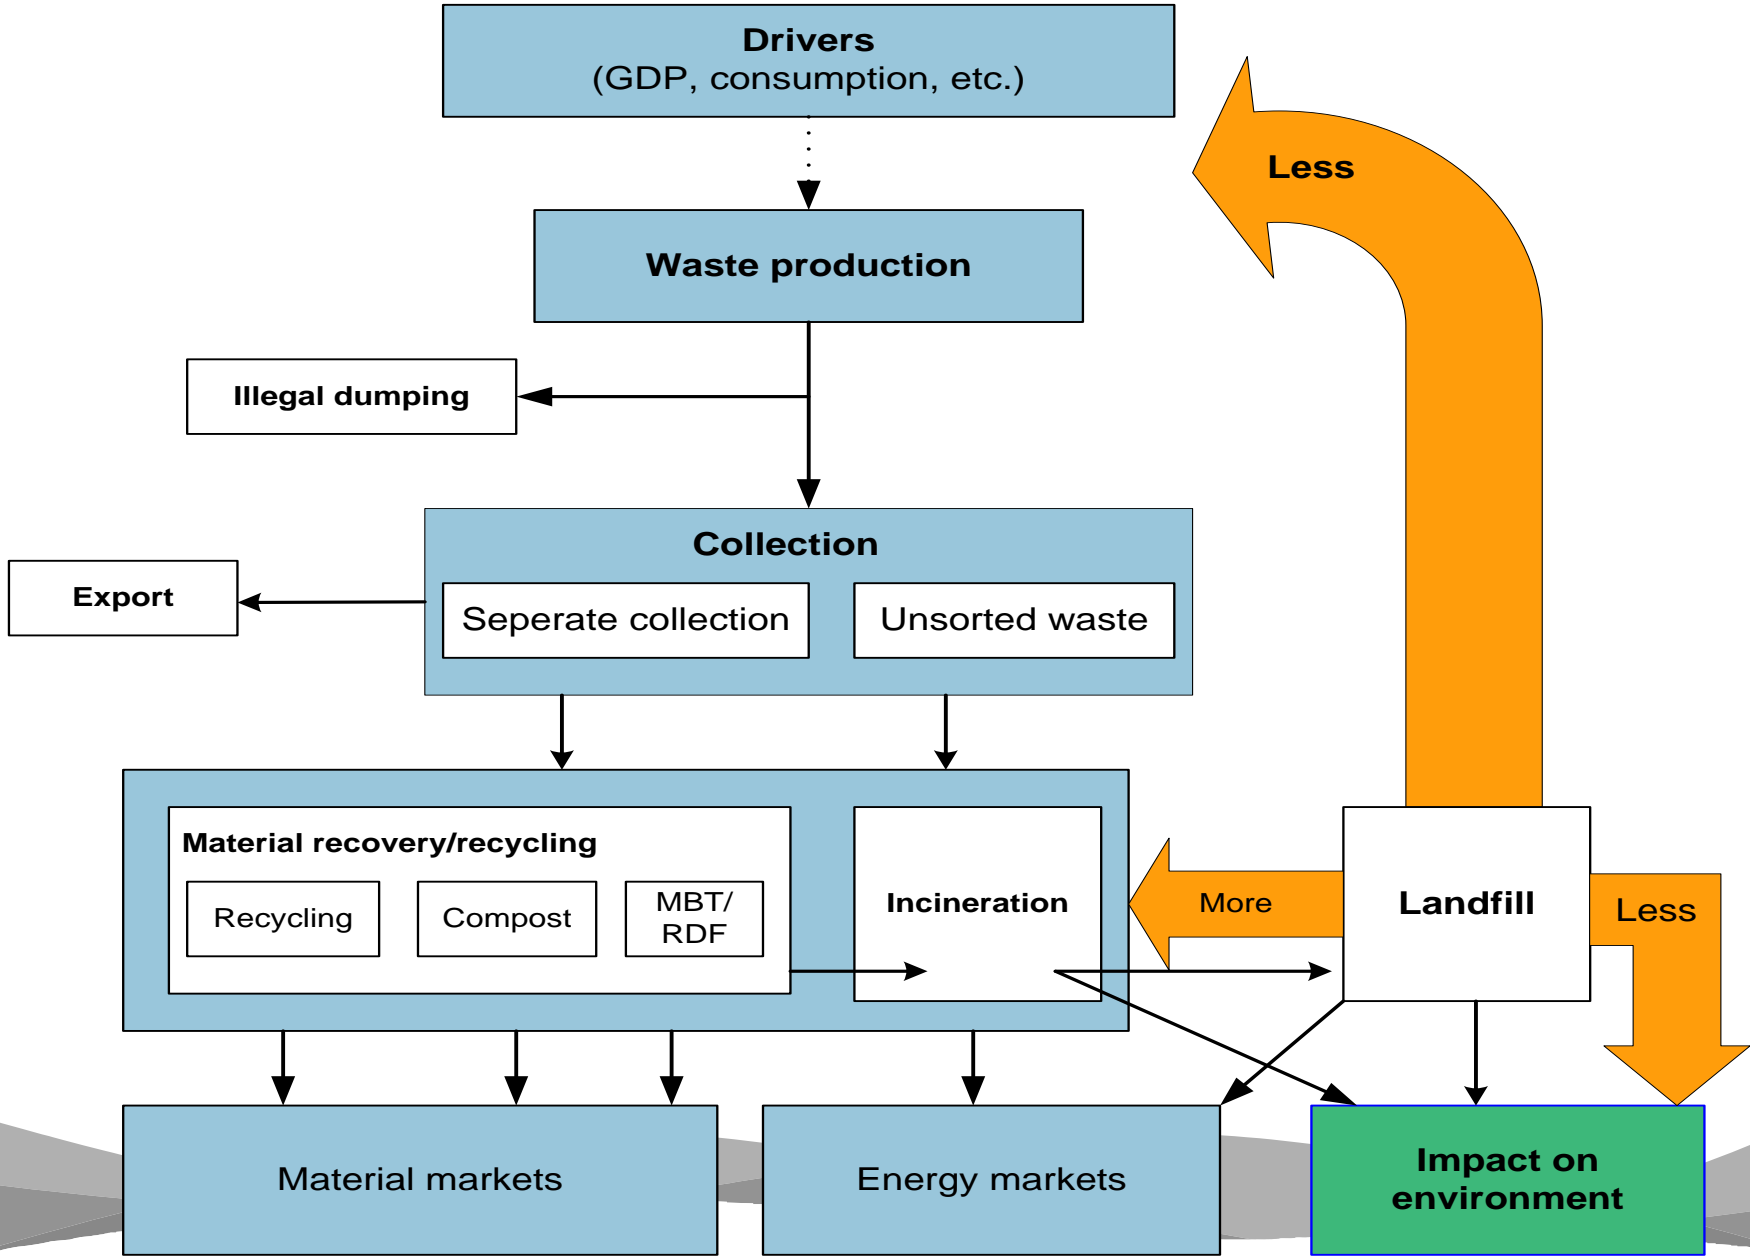 Drivers
(GDP, consumption, etc.)
Less
Waste production
Illegal dumping
Collection
Export
Seperate collection
Unsorted waste
Material recovery/recycling
Recycling
Compost
MBT/
RDF
Incineration
More
Landfill
Less
Material markets
Energy markets
Impact on
environment